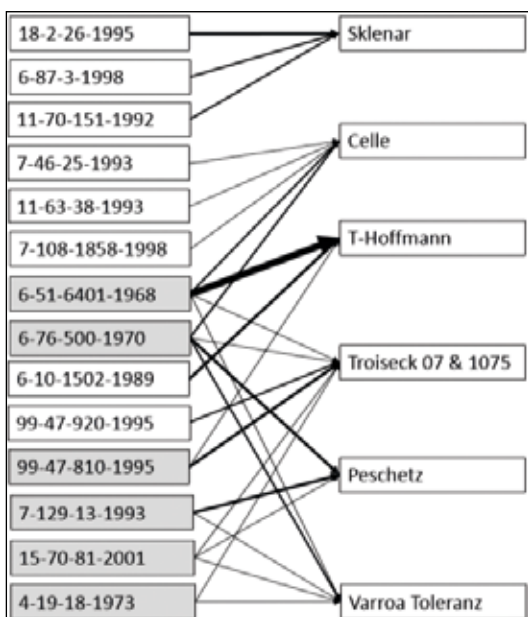 18-2-26-1995
6-87-3-1998
11-70-151-1992
7-46-25-1993
11-63-38-1993
7-108-1858-1998
6-51-6401-1968
6-76-500-1970
6-10-1502-1989
99-47-920-1995
99-47-810-1995
7-129-13-1993
15-70-81-2001
4-19-18-1973
Sklenar
Celle
T-Hoffmann
Troiseck 07 & 1075
Peschetz
Varroa Toleranz